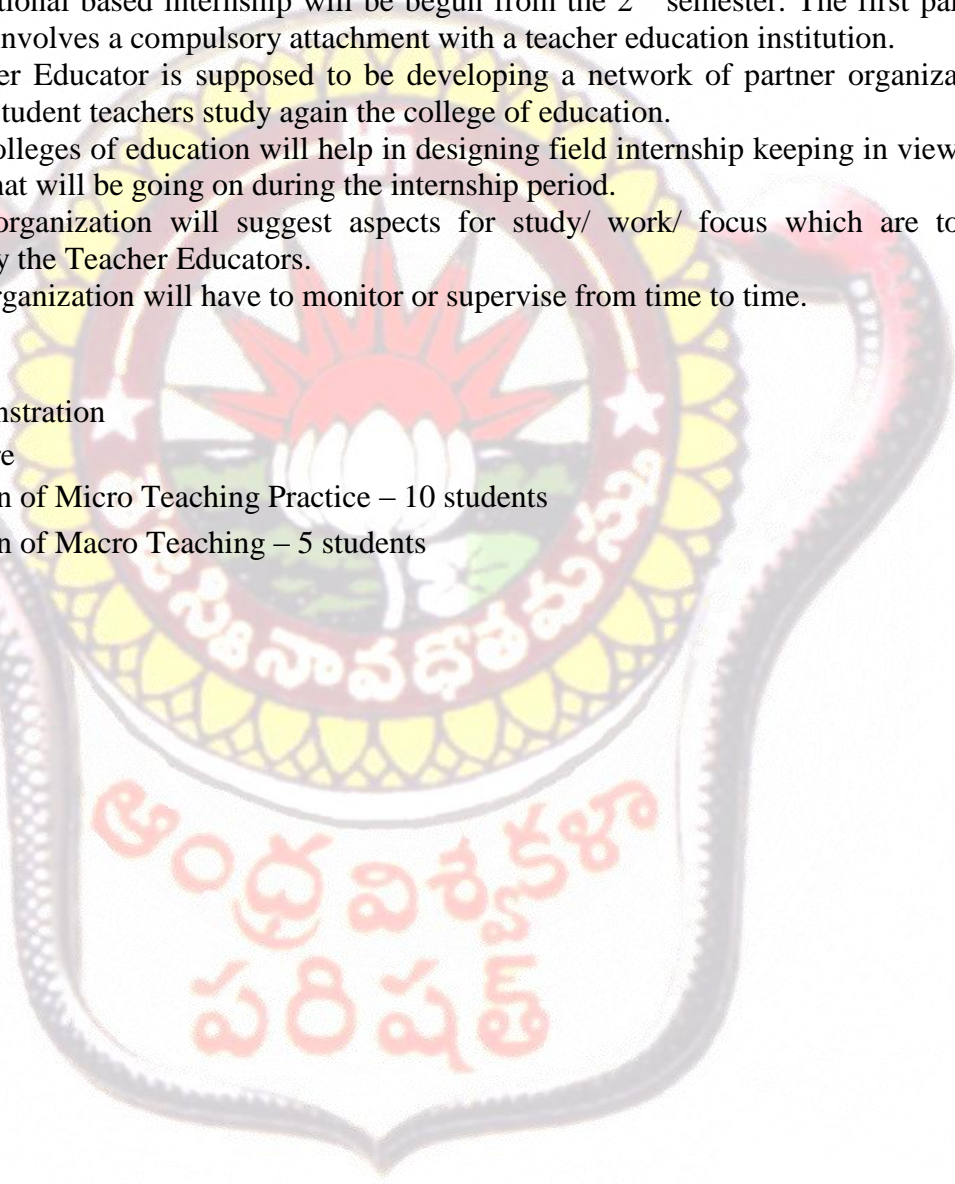 tional based internship will be begun from the 2 semester. The first par
nvolves a compulsory attachment with a teacher education institution.
er Educator is supposed to be developing a network of partner organiza
tudent teachers study again the college of education.
olleges of education will help in designing field internship keeping in view
hat will be going on during the internship period.
organization will suggest aspects for study/ work/ focus which are to
y the Teacher Educators.
rganization will have to monitor or supervise from time to time.
nstration
re
n of Micro Teaching Practice – 10 students
n of Macro Teaching – 5 students
తేజస్వినావధీతమస్తు
ఆంధ్ర విశ్వకళా
పరిషత్